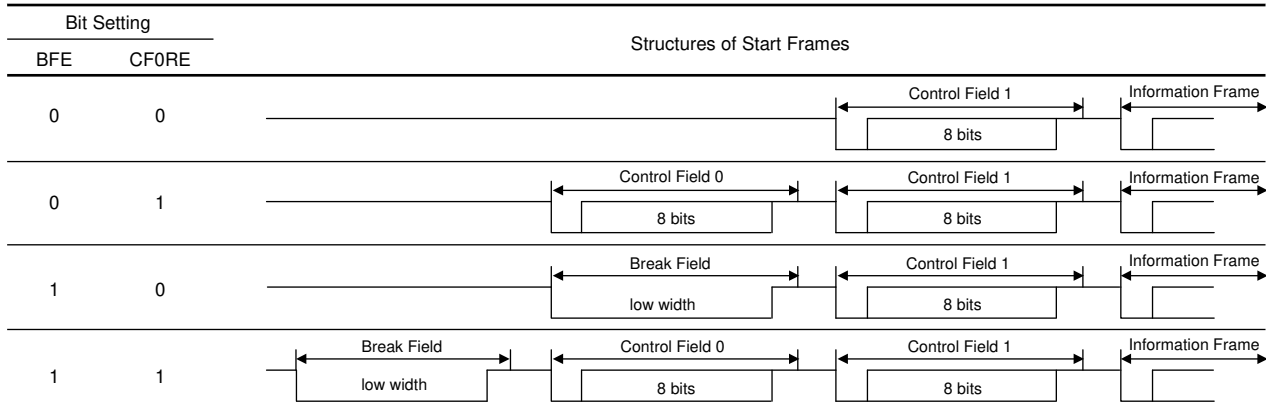 Bit Setting
Structures of Start Frames
BFE CF0RE
Control Field 1 Information Frame
0 0
8 bits
Control Field 0 Control Field 1 Information Frame
0 1
8 bits 8 bits
Break Field Control Field 1 Information Frame
1 0
low width 8 bits
Break Field Control Field 0 Control Field 1 Information Frame
1 1
low width 8 bits 8 bits